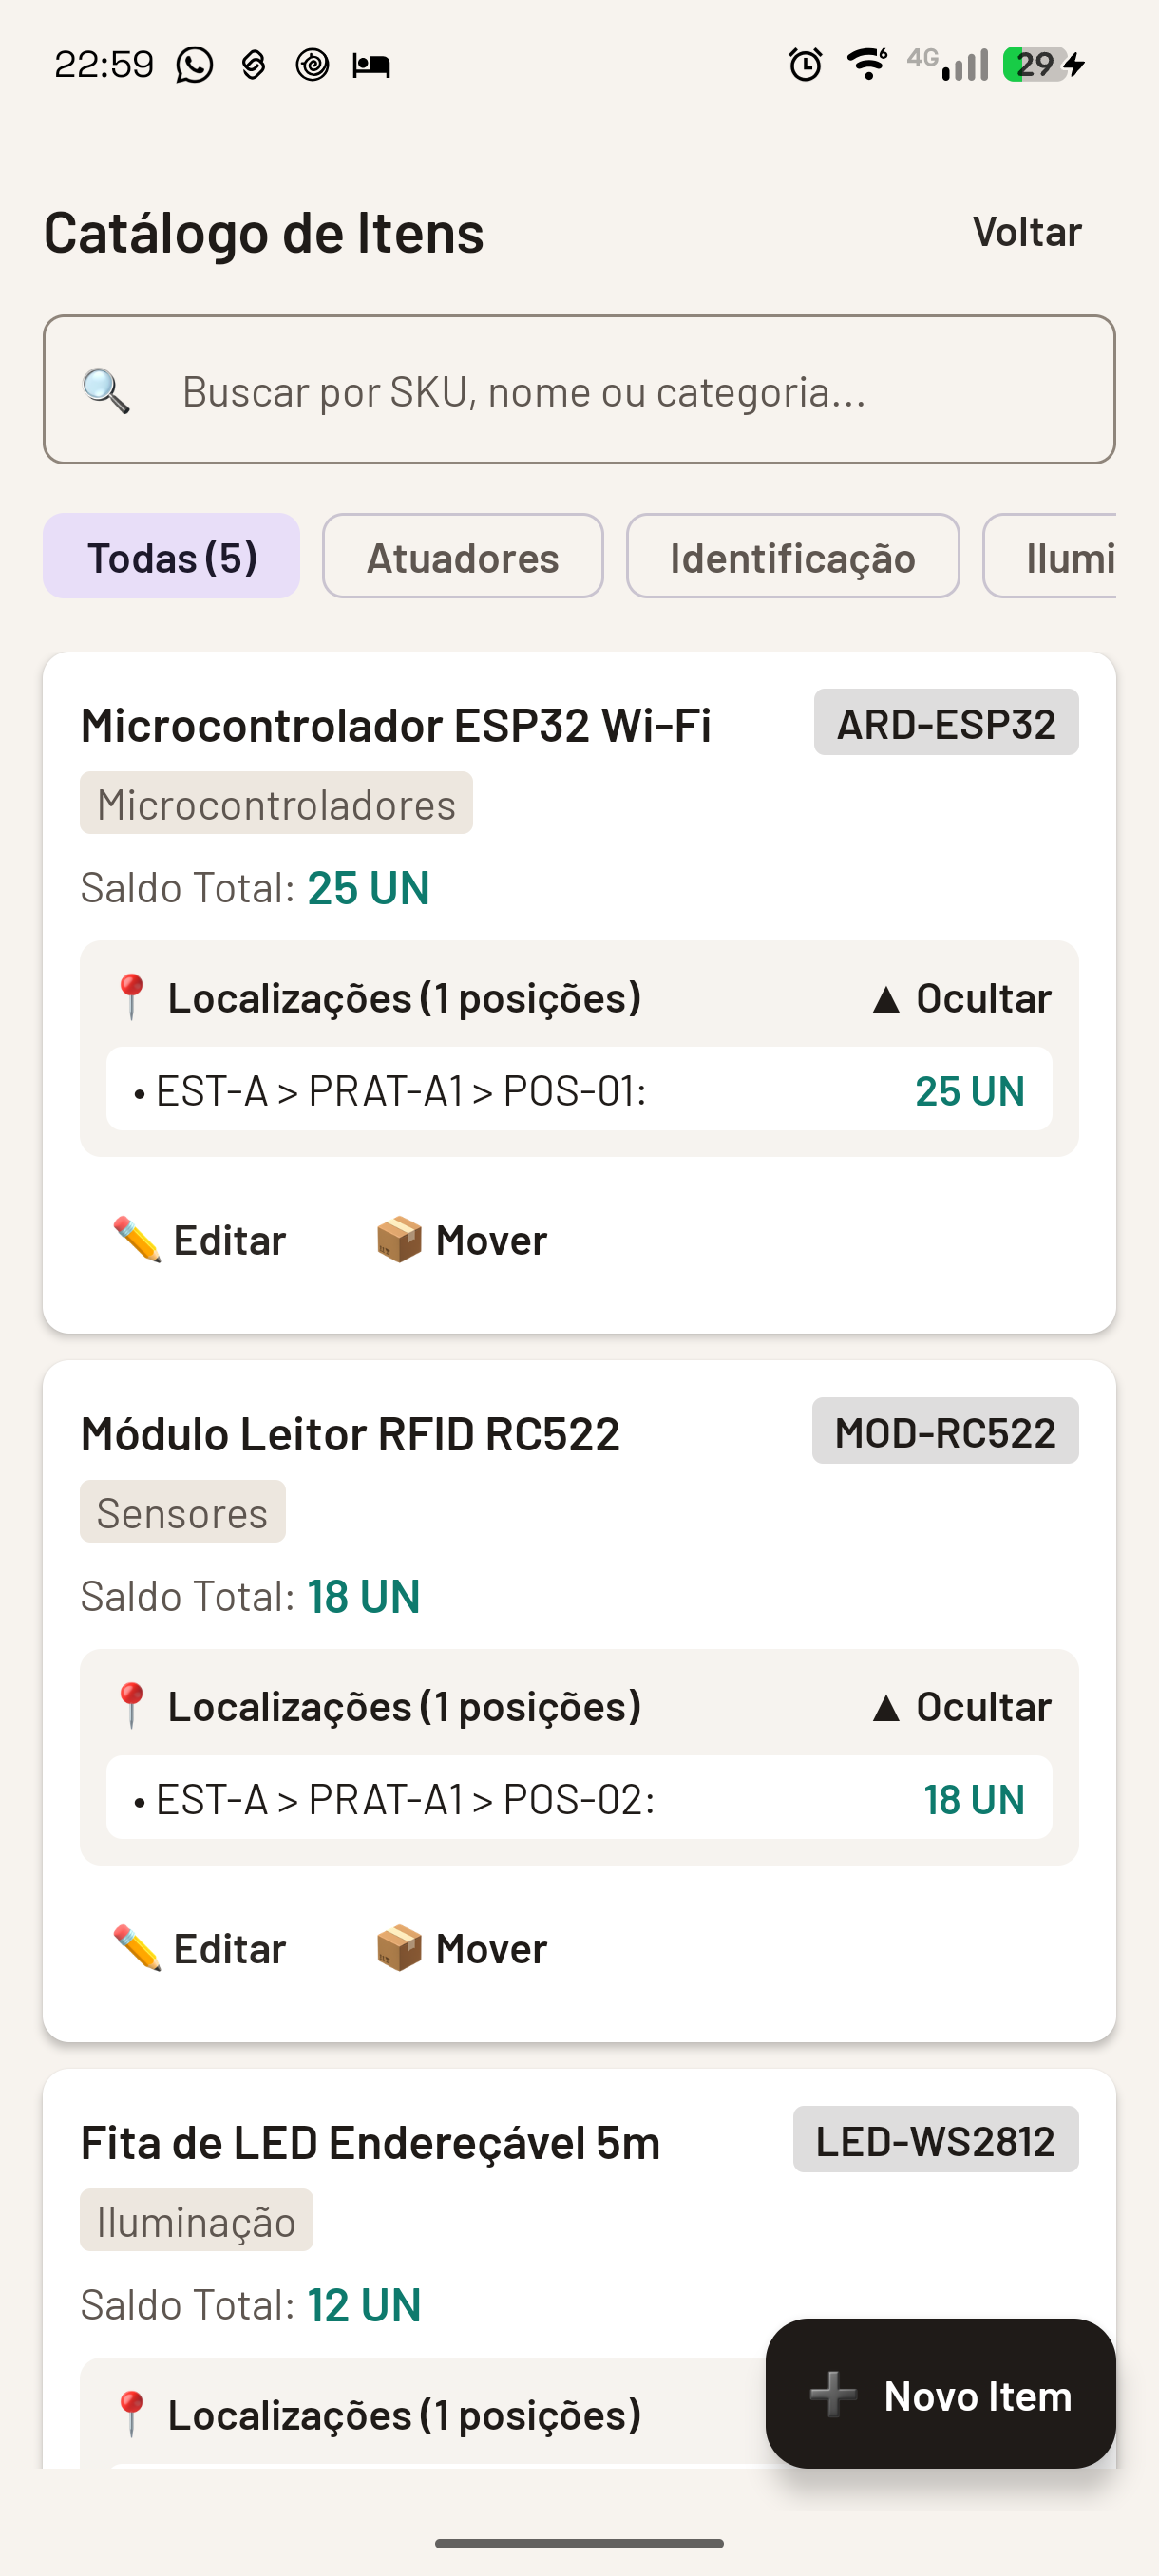 22:59
6
4G
29
Catálogo de Itens
Voltar
🔍 Buscar por SKU, nome ou categoria...
Todas (5)
Atuadores
Identificação
Ilumi
Microcontrolador ESP32 Wi-Fi
ARD-ESP32
Microcontroladores
Saldo Total: 25 UN
📍 Localizações (1 posições)
▲ Ocultar
• EST-A > PRAT-A1 > POS-01:
25 UN
✏️ Editar
📦 Mover
Módulo Leitor RFID RC522
MOD-RC522
Sensores
Saldo Total: 18 UN
📍 Localizações (1 posições)
▲ Ocultar
• EST-A > PRAT-A1 > POS-02:
18 UN
✏️ Editar
📦 Mover
Fita de LED Endereçável 5m
LED-WS2812
Iluminação
Saldo Total: 12 UN
📍 Localizações (1 posições)
➕ Novo Item